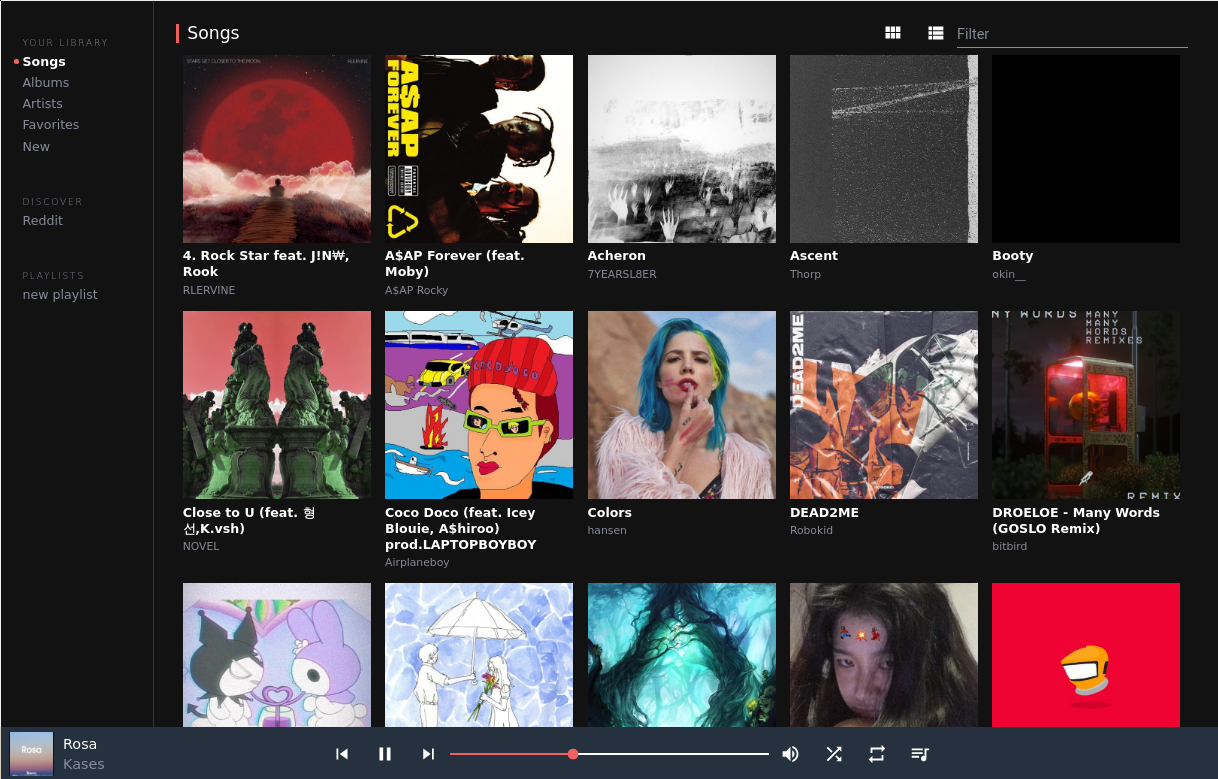 YOUR LIBRARY
Songs
Albums
Artists
Favorites
New
DISCOVER
Reddit
PLAYLISTS
new playlist
Songs
Filter
STARS GET CLOSER TO THE MOON
RLERVINE
A$AP
FOREVER
4. Rock Star feat. J!N₩,
Rook
RLERVINE
A$AP Forever (feat.
Moby)
A$AP Rocky
Acheron
7YEARSL8ER
Ascent
Thorp
Booty
okin__
COCO DOCO
DEAD2ME
ROBOKID
NY WORDS MANY
MANY
WORDS
REMIXES
REMIX
Close to U (feat. 형
선,K.vsh)
NOVEL
Coco Doco (feat. Icey
Blouie, A$hiroo)
prod.LAPTOPBOYBOY
Airplaneboy
Colors
hansen
DEAD2ME
Robokid
DROELOE - Many Words
(GOSLO Remix)
bitbird
Rosa
Rosa
Kases